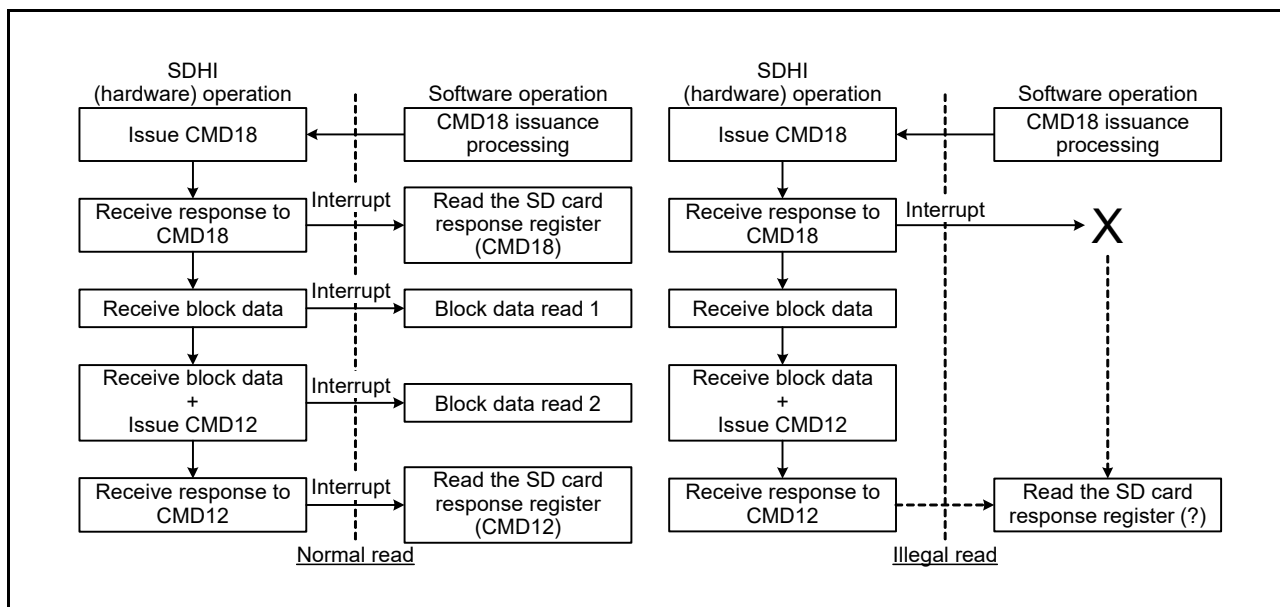 SDHI
(hardware) operation
Software operation
Issue CMD18
CMD18 issuance
processing
Receive response to
CMD18
Interrupt
Read the SD card
response register
(CMD18)
Receive block data
Interrupt
Block data read 1
Receive block data
+
Issue CMD12
Interrupt
Block data read 2
Receive response to
CMD12
Interrupt
Read the SD card
response register
(CMD12)
Normal read
SDHI
(hardware) operation
Software operation
Issue CMD18
CMD18 issuance
processing
Receive response to
CMD18
Interrupt
X
Receive block data
Receive block data
+
Issue CMD12
Receive response to
CMD12
Read the SD card
response register (?)
Illegal read